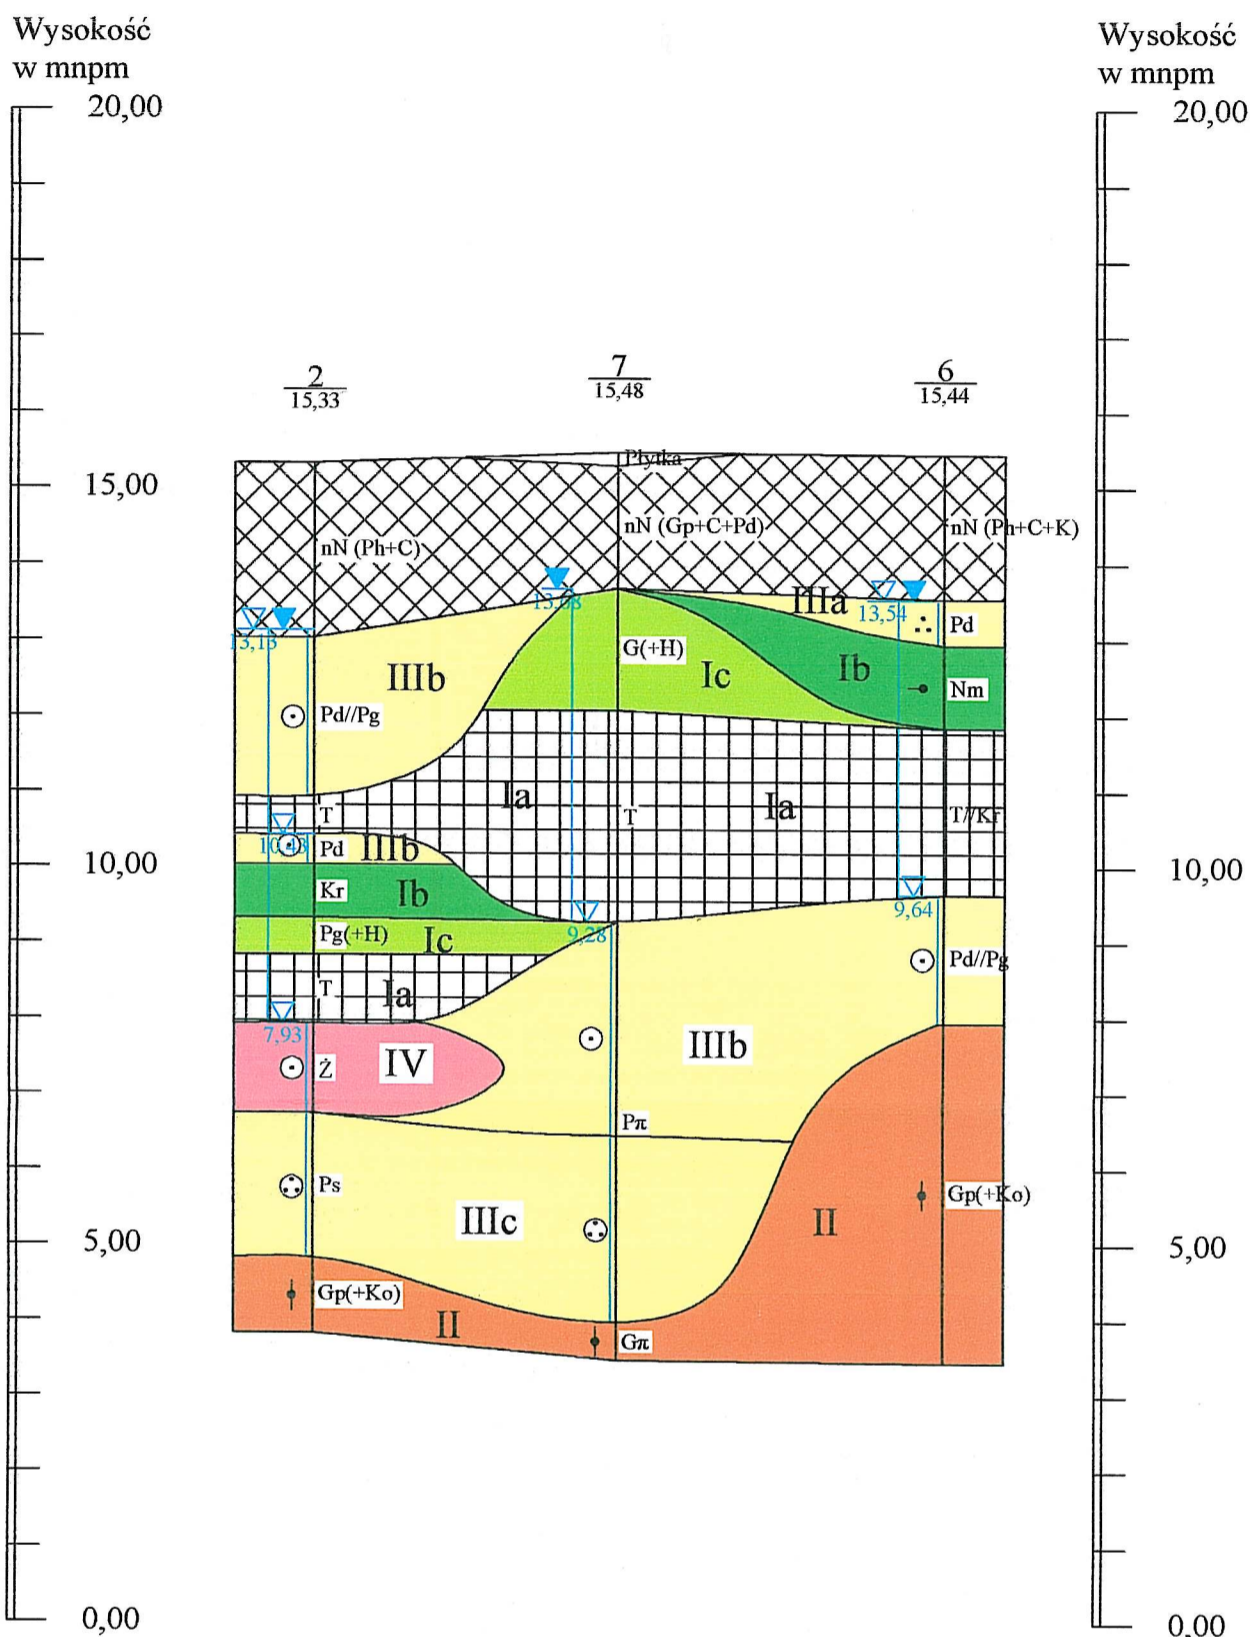 Wysokość
w mnpm
Wysokość
w mnpm
20,00
20,00
2
15,33
7
15,48
6
15,44
Płytka
15,00
nN (Ph+C)
nN (Gp+C+Pd)
nN (Ph+C+K)
13,68
IIIa
13,54
Pd
13,13
IIIb
G(+H)
Ic
Ib
Nm
Pd//Pg
Ia
Ia
T
T
T//Kr
10,43
Pd
IIIb
10,00
10,00
Kr
Ib
9,64
Pg(+H)
Ic
9,28
Pd//Pg
T
Ia
7,93
IV
Ż
IIIb
Pπ
Ps
Gp(+Ko)
IIIc
II
5,00
5,00
Gp(+Ko)
II
Gπ
0,00
0,00